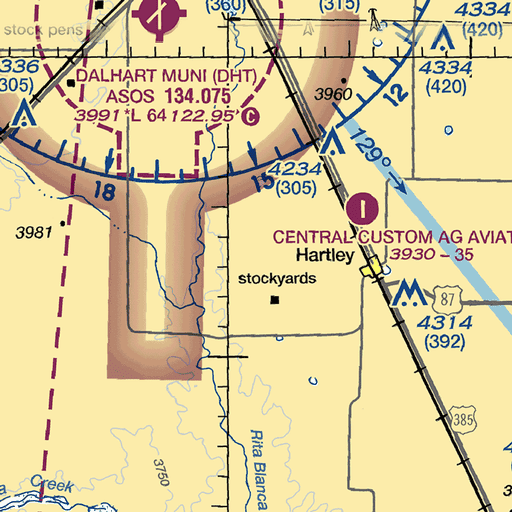 (360)
(315)
4334
(420)
stock pens
336
(305)
4334
(420)
DALHART MUNI (DHT)
ASOS 134.075
3991 *L 64 122.95 C
3960
12
129°
4234
(305)
15
18
3981
CENTRAL CUSTOM AG AVIAT
3930 - 35
Hartley
stockyards
87
4314
(392)
385
3750
Rita Blanca
Creek